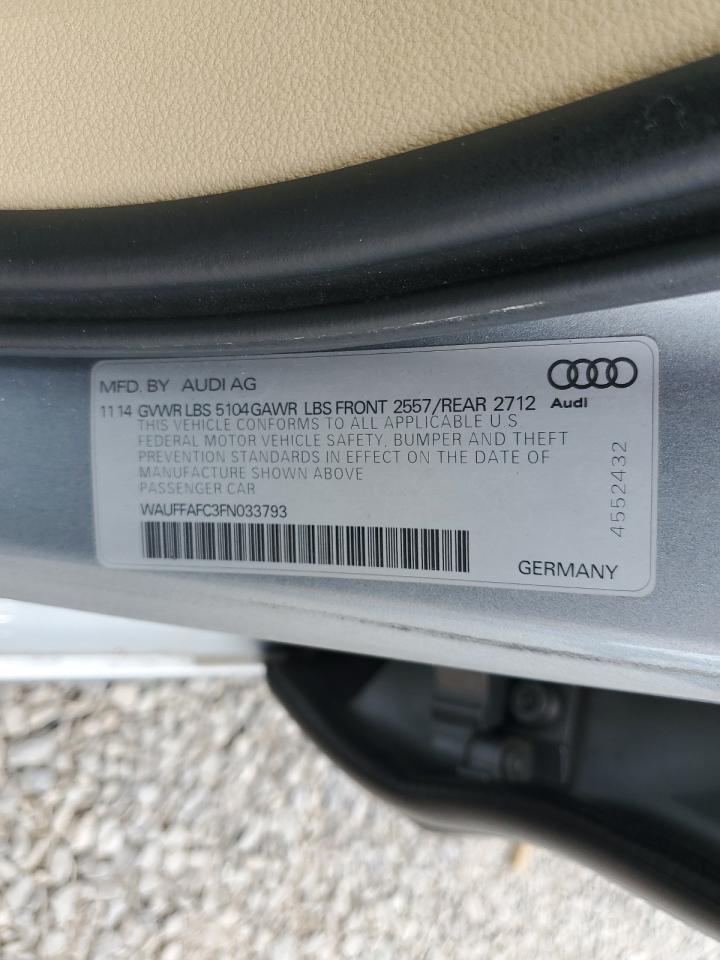 MFD. BY AUDI AG
11 14 GVWR LBS 5104 GAWR LBS FRONT 2557/REAR 2712
Audi
THIS VEHICLE CONFORMS TO ALL APPLICABLE U.S.
FEDERAL MOTOR VEHICLE SAFETY, BUMPER AND THEFT
PREVENTION STANDARDS IN EFFECT ON THE DATE OF
MANUFACTURE SHOWN ABOVE
PASSENGER CAR
WAUFFAFC3FN033793
GERMANY
4552432